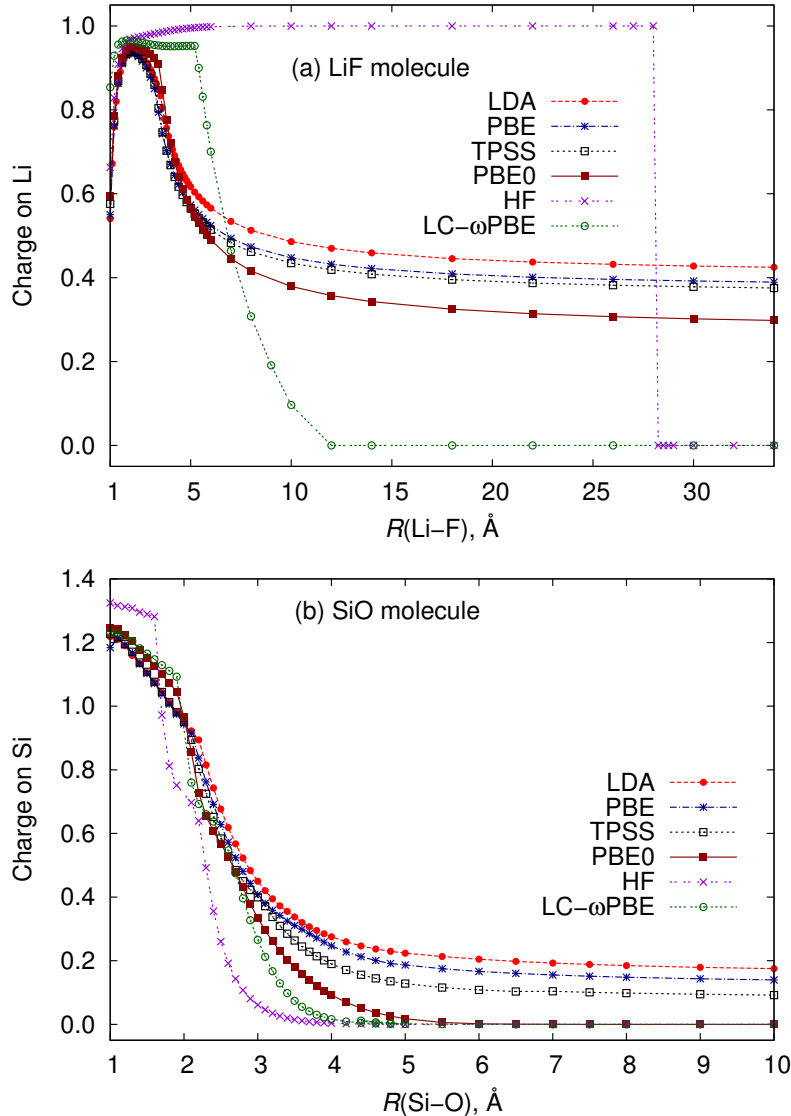 1.0
0.8
0.6
0.4
0.2
0.0
Charge on Li
(a) LiF molecule
LDA
PBE
TPSS
PBE0
HF
LC−ωPBE
1 5 10 15 20 25 30
R(Li−F), Å
1.4
1.2
1.0
0.8
0.6
0.4
0.2
0.0
Charge on Si
(b) SiO molecule
LDA
PBE
TPSS
PBE0
HF
LC−ωPBE
1 2 3 4 5 6 7 8 9 10
R(Si−O), Å